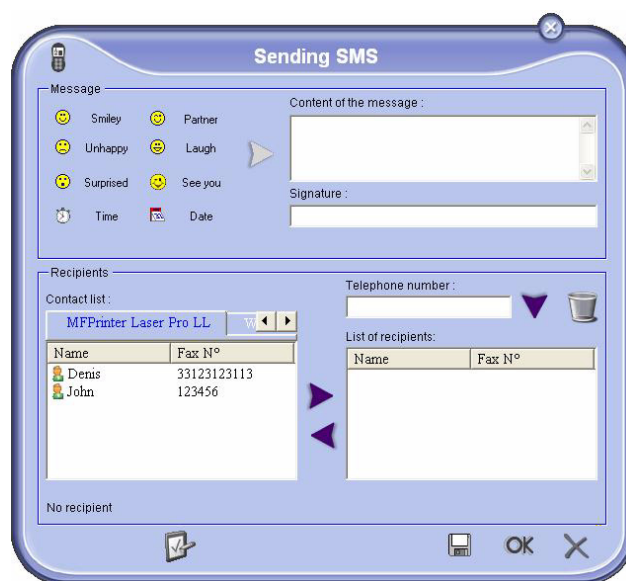 Sending SMS
Message
Smiley Partner
Unhappy Laugh
Surprised See you
Time Date
Content of the message :
Signature :
Recipients
Contact list :
MFPrinter Laser Pro LL
Name Fax N°
Denis 33123123113
John 123456
Telephone number :
List of recipients:
Name Fax N°
No recipient
OK